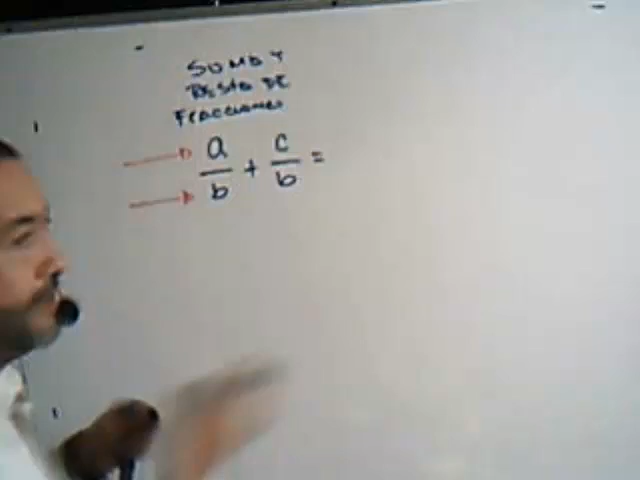 SUMA Y
RESTA DE
FRACCIONES
a/b + c/b =